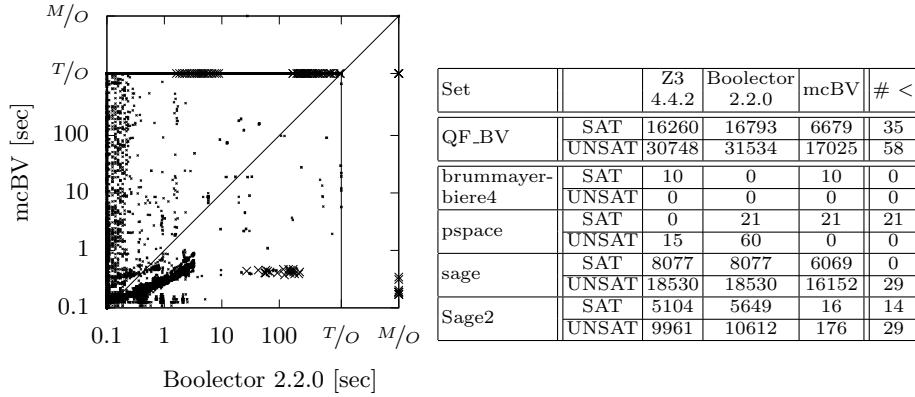 M/O
T/O
100
10
1
0.1
mcBV [sec]
0.1 1 10 100 T/O M/O
Boolector 2.2.0 [sec]
Set Z3 4.4.2 Boolector 2.2.0 mcBV # <
QF_BV SAT 16260 16793 6679 35
UNSAT 30748 31534 17025 58
brummayer-biere4 SAT 10 0 10 0
UNSAT 0 0 0 0
pspace SAT 0 21 21 21
UNSAT 15 60 0 0
sage SAT 8077 8077 6069 0
UNSAT 18530 18530 16152 29
Sage2 SAT 5104 5649 16 14
UNSAT 9961 10612 176 29